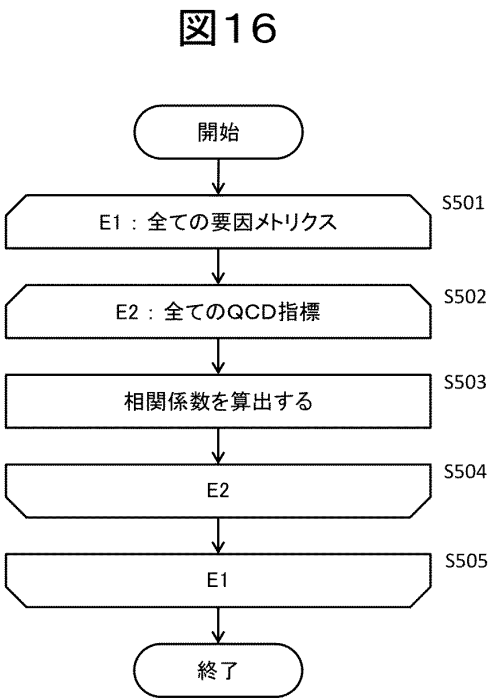 図16
開始
S501
E1：全ての要因メトリクス
S502
E2：全てのQCD指標
S503
相関係数を算出する
S504
E2
S505
E1
終了